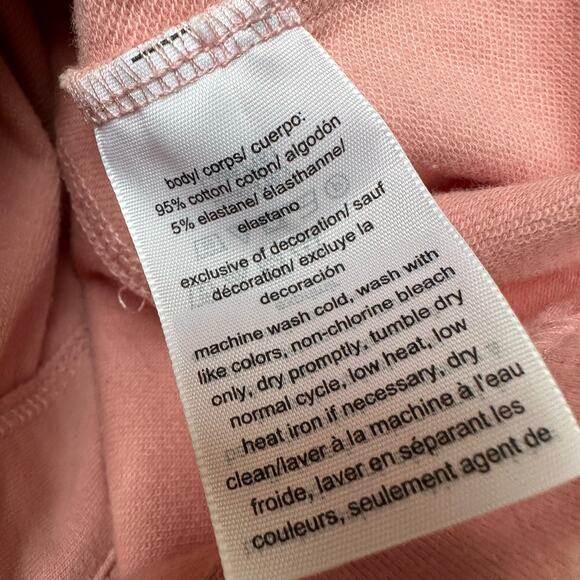 body/ corps/ cuerpo:
95% cotton/ coton/ algodón
5% elastane/ élasthanne/
elastano
exclusive of decoration/ sauf
décoration/ excluye la
decoración
machine wash cold, wash with
like colors, non-chlorine bleach
only, dry promptly, tumble dry
normal cycle, low heat, low
heat iron if necessary, dry
clean/laver à la machine à l'eau
froide, laver en séparant les
couleurs, seulement agent de